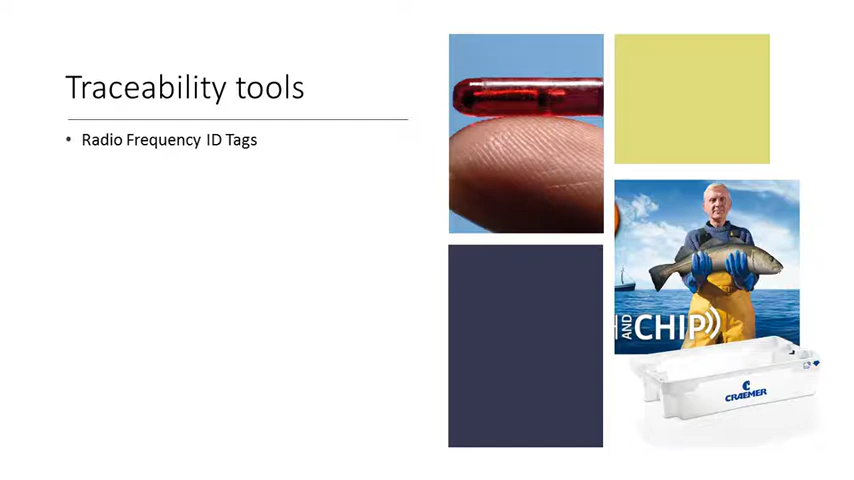 Traceability tools
• Radio Frequency ID Tags
AND
CHIP
CRAEMER